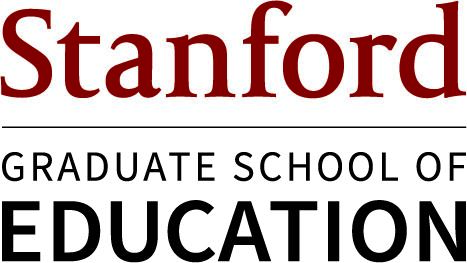 Stanford
GRADUATE SCHOOL OF
EDUCATION